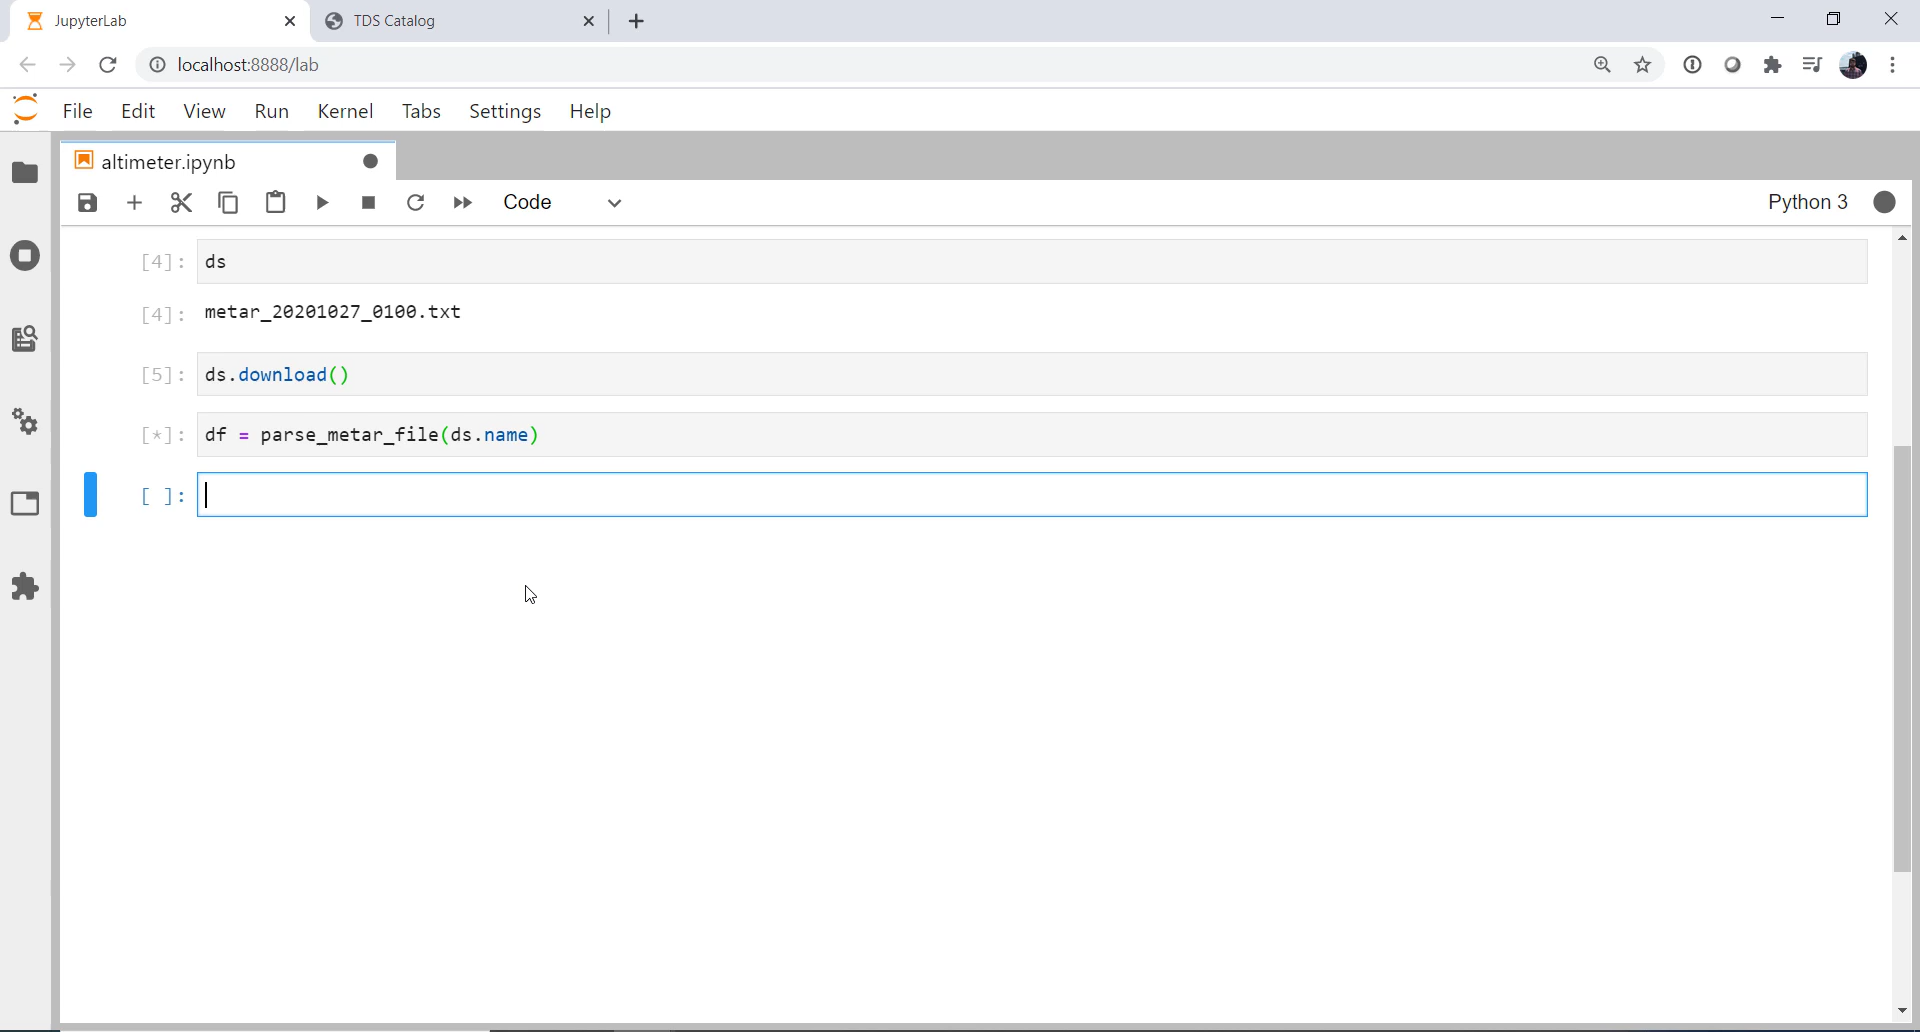 JupyterLab
TDS Catalog
localhost:8888/lab
File Edit View Run Kernel Tabs Settings Help
altimeter.ipynb
Code
Python 3
[4]: ds
[4]: metar_20201027_0100.txt
[5]: ds.download()
[*]: df = parse_metar_file(ds.name)
[ ]: